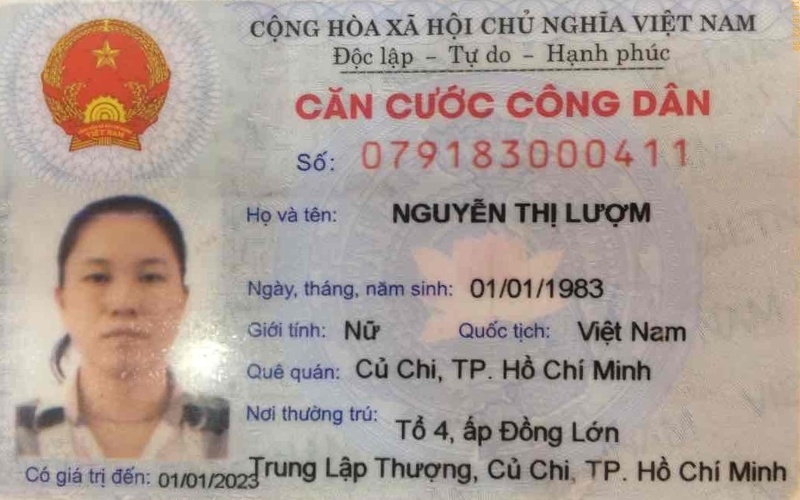 CỘNG HÒA XÃ HỘI CHỦ NGHĨA VIỆT NAM
Độc lập – Tự do – Hạnh phúc
CĂN CƯỚC CÔNG DÂN
Số: 079183000411
Họ và tên: NGUYỄN THỊ LƯỢM
Ngày, tháng, năm sinh: 01/01/1983
Giới tính: Nữ Quốc tịch: Việt Nam
Quê quán: Củ Chi, TP. Hồ Chí Minh
Nơi thường trú: Tổ 4, ấp Đồng Lớn
Trung Lập Thượng, Củ Chi, TP. Hồ Chí Minh
Có giá trị đến: 01/01/2023